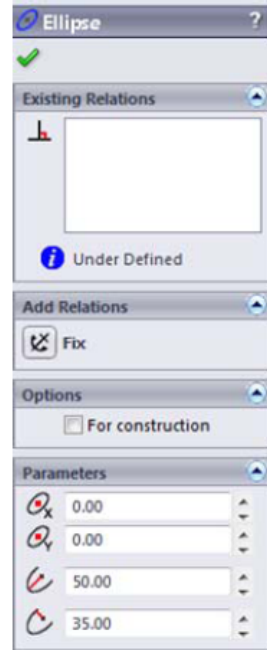 Ellipse ?
Existing Relations
Under Defined
Add Relations
Fix
Options
For construction
Parameters
X 0.00
Y 0.00
50.00
35.00